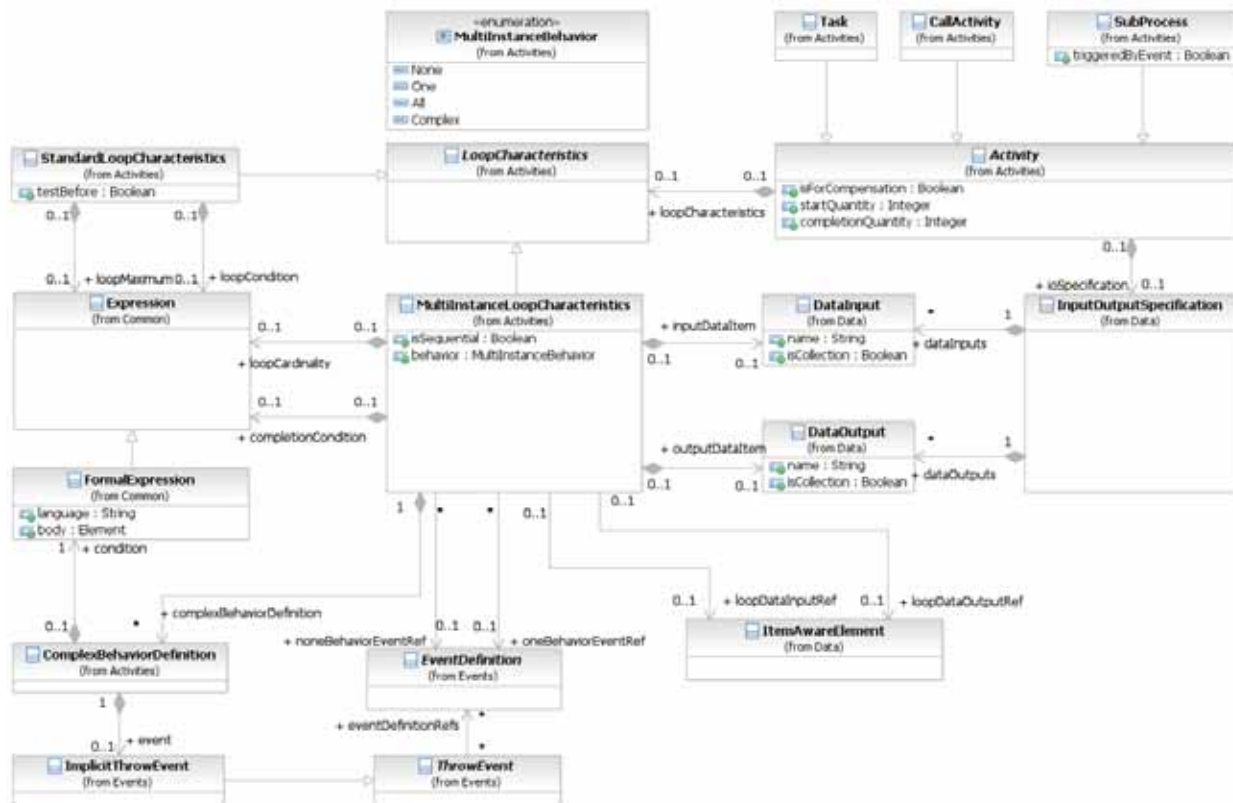 «enumeration»
MultiInstanceBehavior
(from Activities)
None
One
All
Complex
Task
(from Activities)
CallActivity
(from Activities)
SubProcess
(from Activities)
triggeredByEvent : Boolean
StandardLoopCharacteristics
(from Activities)
testBefore : Boolean
LoopCharacteristics
(from Activities)
Activity
(from Activities)
isForCompensation : Boolean
startQuantity : Integer
completionQuantity : Integer
0..1
0..1
+ loopCharacteristics
0..1
0..1
0..1
0..1
+ loopMaximum
0..1
+ loopCondition
0..1
+ ioSpecification
0..1
Expression
(from Common)
MultiInstanceLoopCharacteristics
(from Activities)
isSequential : Boolean
behavior : MultiInstanceBehavior
DataInput
(from Data)
name : String
isCollection : Boolean
InputOutputSpecification
(from Data)
0..1
0..1
+ loopCardinality
0..1
0..1
+ completionCondition
+ inputDataItem
0..1
0..1
*
1
+ dataInputs
DataOutput
(from Data)
name : String
isCollection : Boolean
+ outputDataItem
0..1
0..1
*
1
+ dataOutputs
FormalExpression
(from Common)
language : String
body : Element
1
+ condition
1
*
*
0..1
0..1
+ complexBehaviorDefinition
0..1
*
+ noneBehaviorEventRef
0..1
0..1
+ oneBehaviorEventRef
0..1
+ loopDataInputRef
0..1
+ loopDataOutputRef
ItemAwareElement
(from Data)
ComplexBehaviorDefinition
(from Activities)
EventDefinition
(from Events)
1
0..1
+ event
+ eventDefinitionRefs
*
*
ImplicitThrowEvent
(from Events)
ThrowEvent
(from Events)